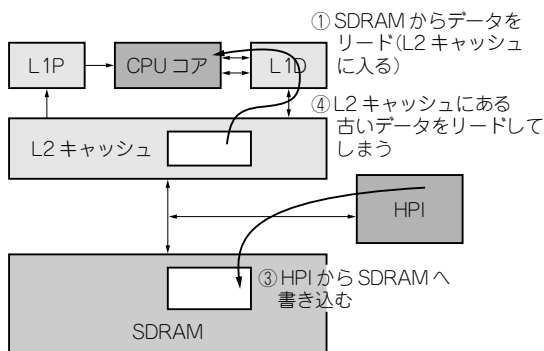 ① SDRAM からデータを
リード(L2 キャッシュ
に入る)
L1P
CPU コア
L1D
④ L2 キャッシュにある
古いデータをリードして
しまう
L2 キャッシュ
HPI
③ HPI から SDRAM へ
書き込む
SDRAM